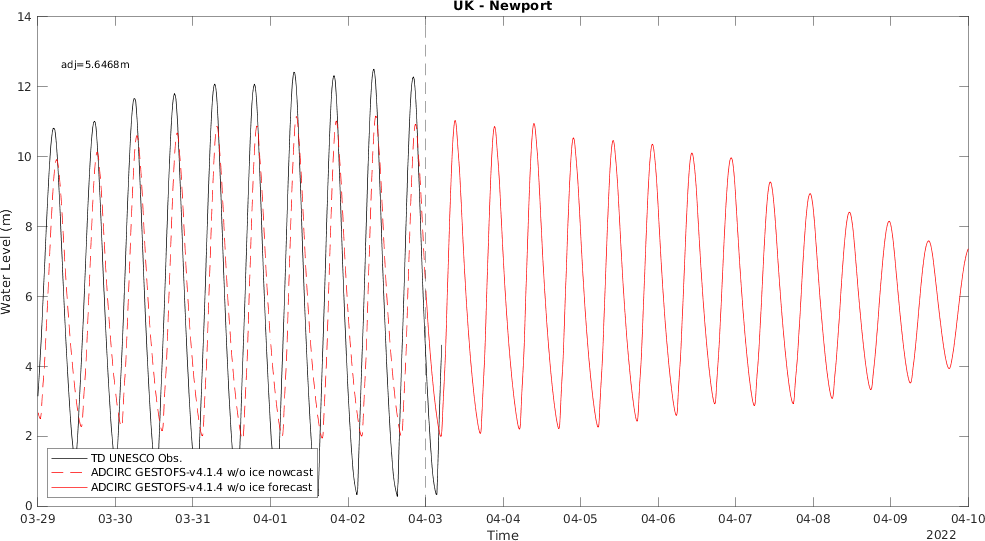 UK - Newport
adj=5.6468m
Water Level (m)
14
12
10
8
6
4
2
0
TD UNESCO Obs.
ADCIRC GESTOFS-v4.1.4 w/o ice nowcast
ADCIRC GESTOFS-v4.1.4 w/o ice forecast
03-29 03-30 03-31 04-01 04-02 04-03 04-04 04-05 04-06 04-07 04-08 04-09 04-10
Time
2022